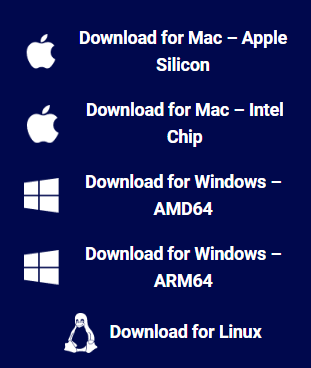 Download for Mac – Apple
Silicon
Download for Mac – Intel
Chip
Download for Windows –
AMD64
Download for Windows –
ARM64
Download for Linux